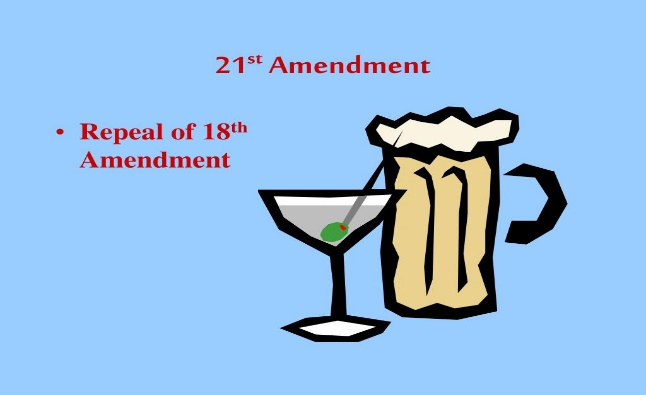 21st Amendment
• Repeal of 18th
Amendment